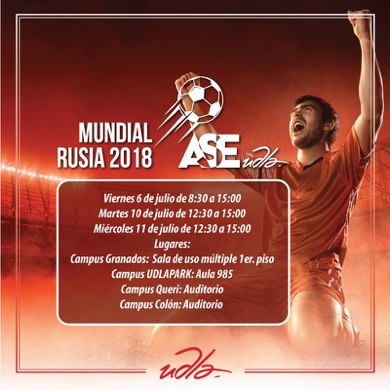 MUNDIAL
RUSIA 2018
ASE udla
Viernes 6 de julio de 8:30 a 15:00
Martes 10 de julio de 12:30 a 15:00
Miércoles 11 de julio de 12:30 a 15:00
Lugares:
Campus Granados: Sala de uso múltiple 1er. piso
Campus UDLAPARK: Aula 985
Campus Queri: Auditorio
Campus Colón: Auditorio
udla